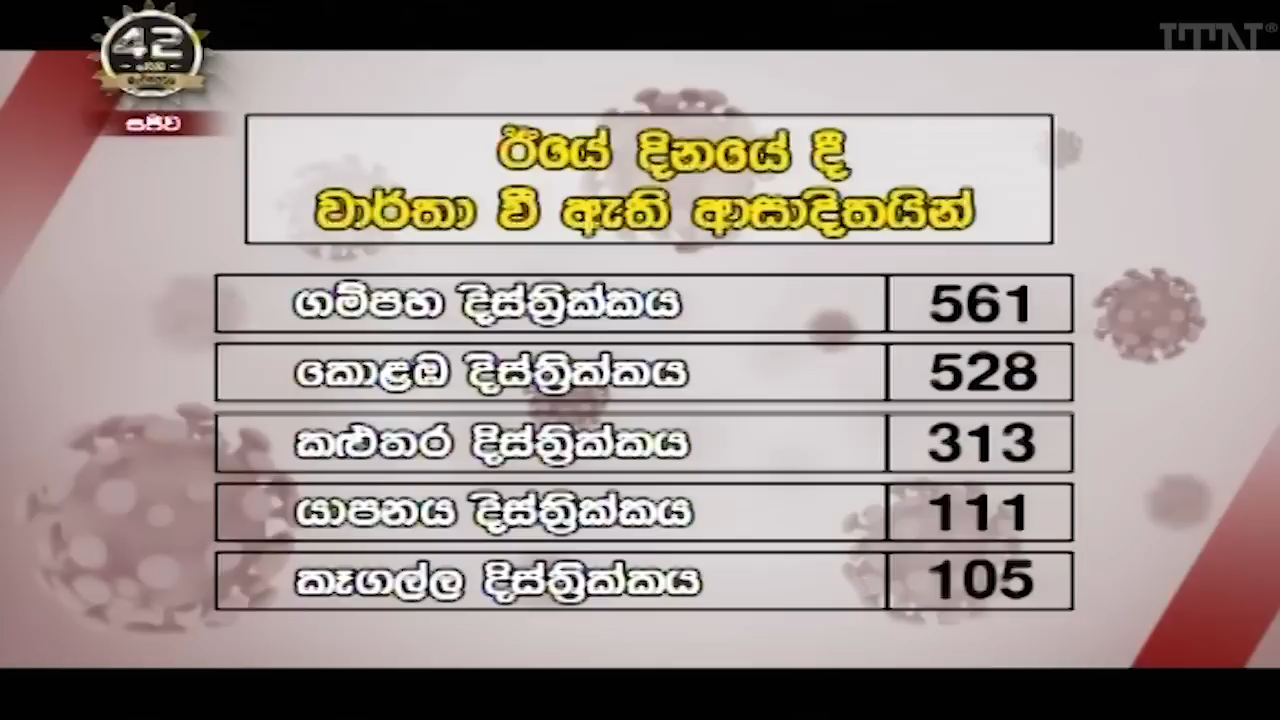 42
ITN®
සජීව
ඊයේ දිනයේ දී
වාර්තා වී ඇති ආසාදිතයින්
ගම්පහ දිස්ත්‍රික්කය 561
කොළඹ දිස්ත්‍රික්කය 528
කළුතර දිස්ත්‍රික්කය 313
යාපනය දිස්ත්‍රික්කය 111
කෑගල්ල දිස්ත්‍රික්කය 105